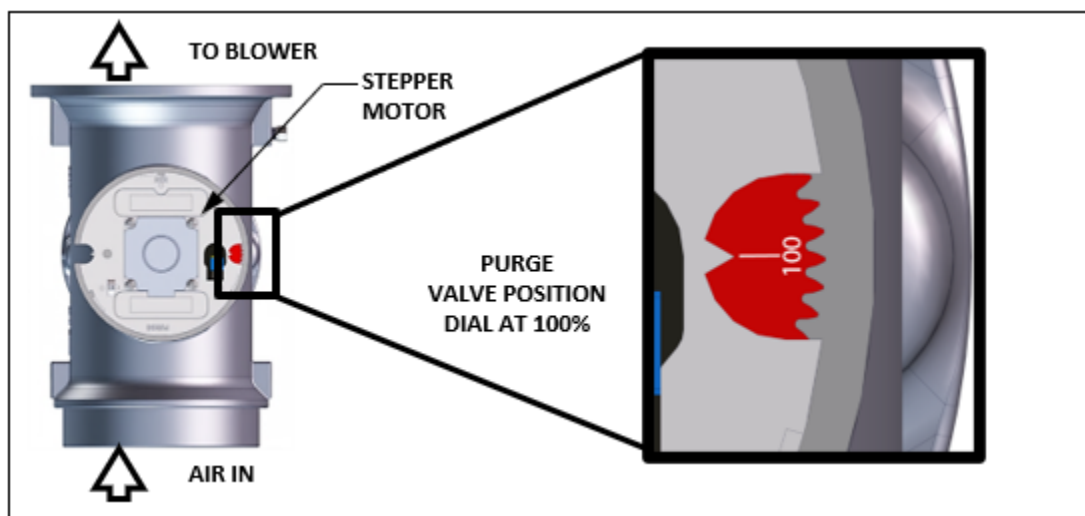 TO BLOWER
STEPPER
MOTOR
PURGE
VALVE POSITION
DIAL AT 100%
100
AIR IN